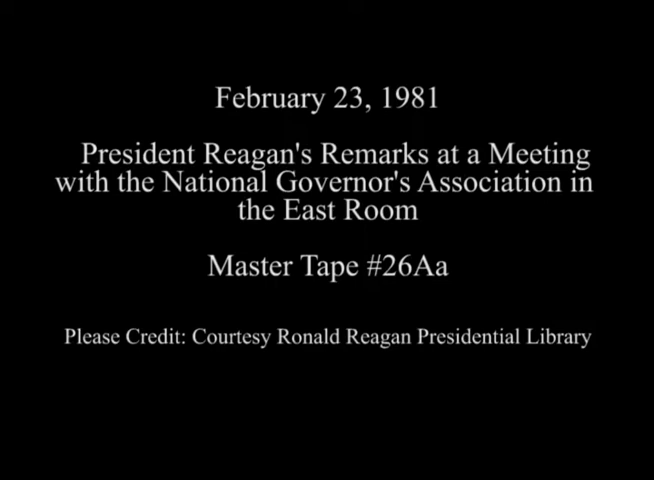 February 23, 1981
President Reagan's Remarks at a Meeting
with the National Governor's Association in
the East Room
Master Tape #26Aa
Please Credit: Courtesy Ronald Reagan Presidential Library